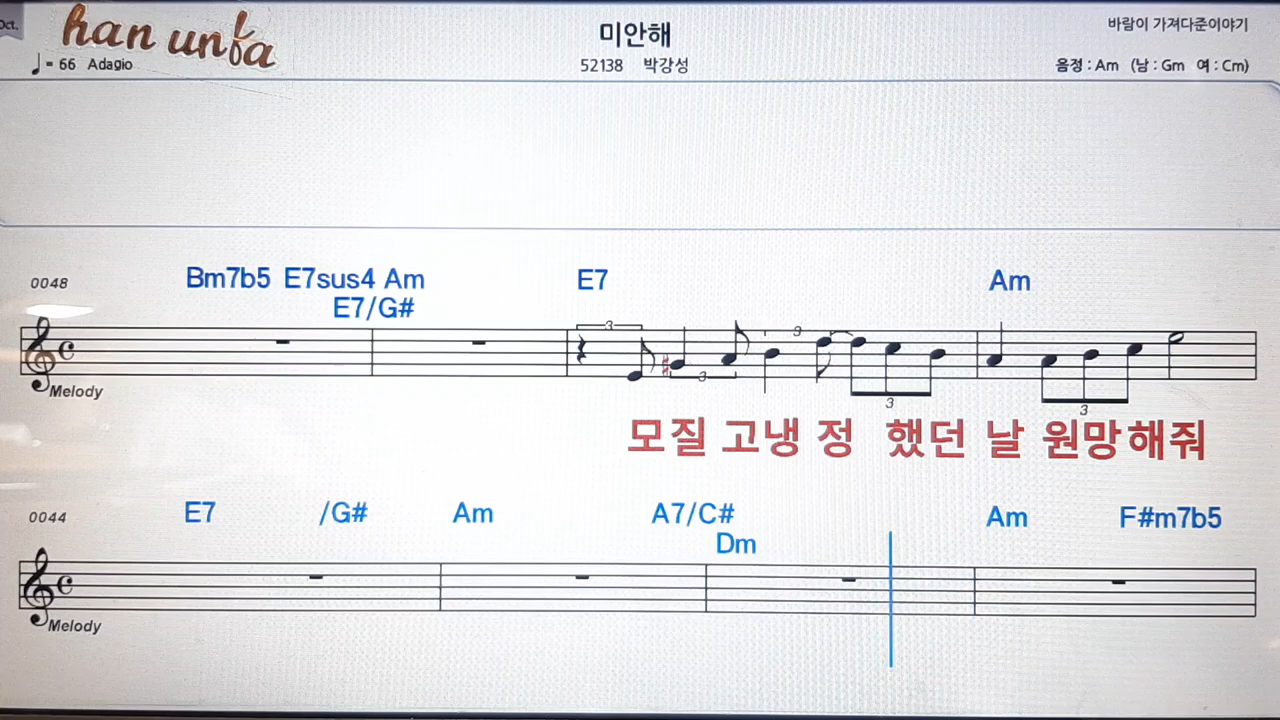 Oct.
han unfa
♩= 66 Adagio
미안해
52138 박강성
바람이 가져다준이야기
음정 : Am (남 : Gm 여 : Cm)
0048
Bm7b5 E7sus4 Am E7 Am
E7/G#
3 9
3 3 3
Melody
모질 고냉 정 했던 날 원망해줘
0044
E7 /G# Am A7/C# Am F#m7b5
Dm
Melody